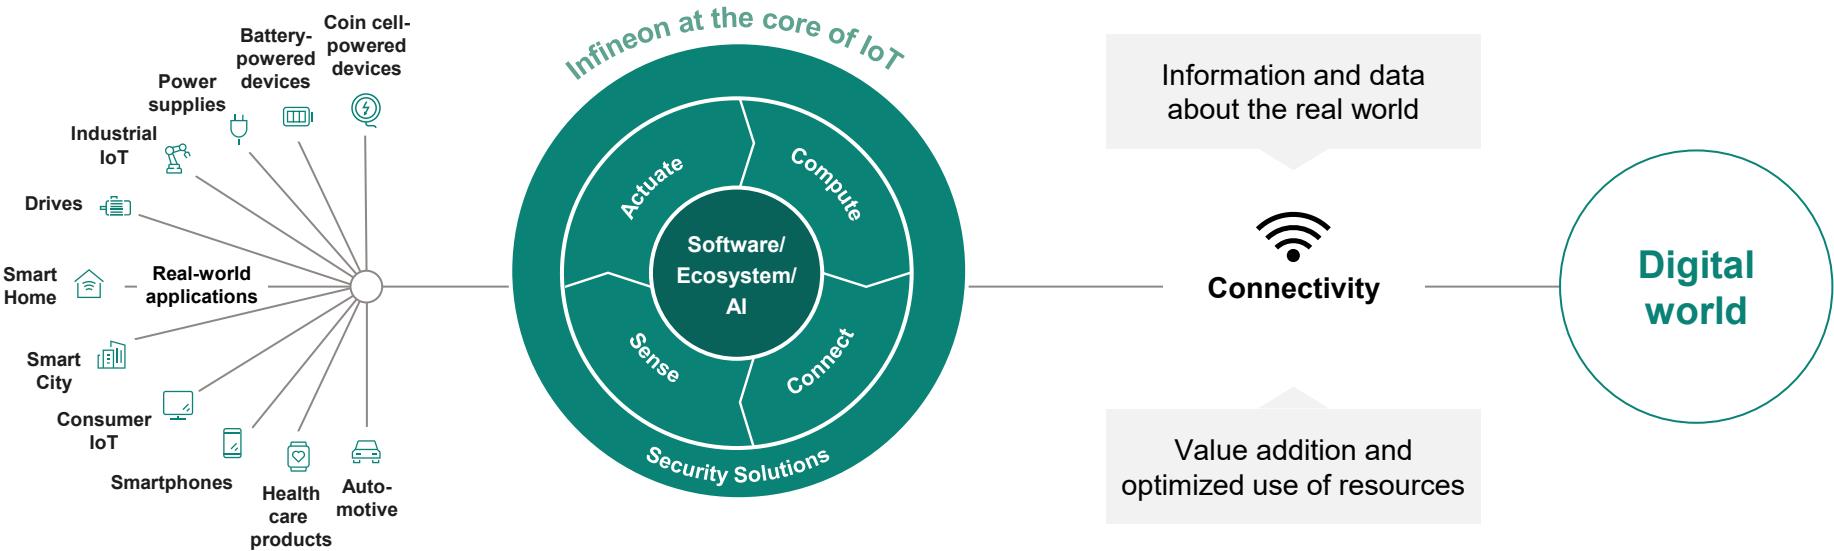 Coin cell-
powered
devices
Battery-
powered
devices
Power
supplies
Industrial
IoT
Drives
Smart
Home
Real-world
applications
Smart
City
Consumer
IoT
Smartphones
Health
care
products
Auto-
motive
Infineon at the core of IoT
Actuate
Compute
Software/
Ecosystem/
AI
Sense
Connect
Security Solutions
Information and data
about the real world
Connectivity
Value addition and
optimized use of resources
Digital
world